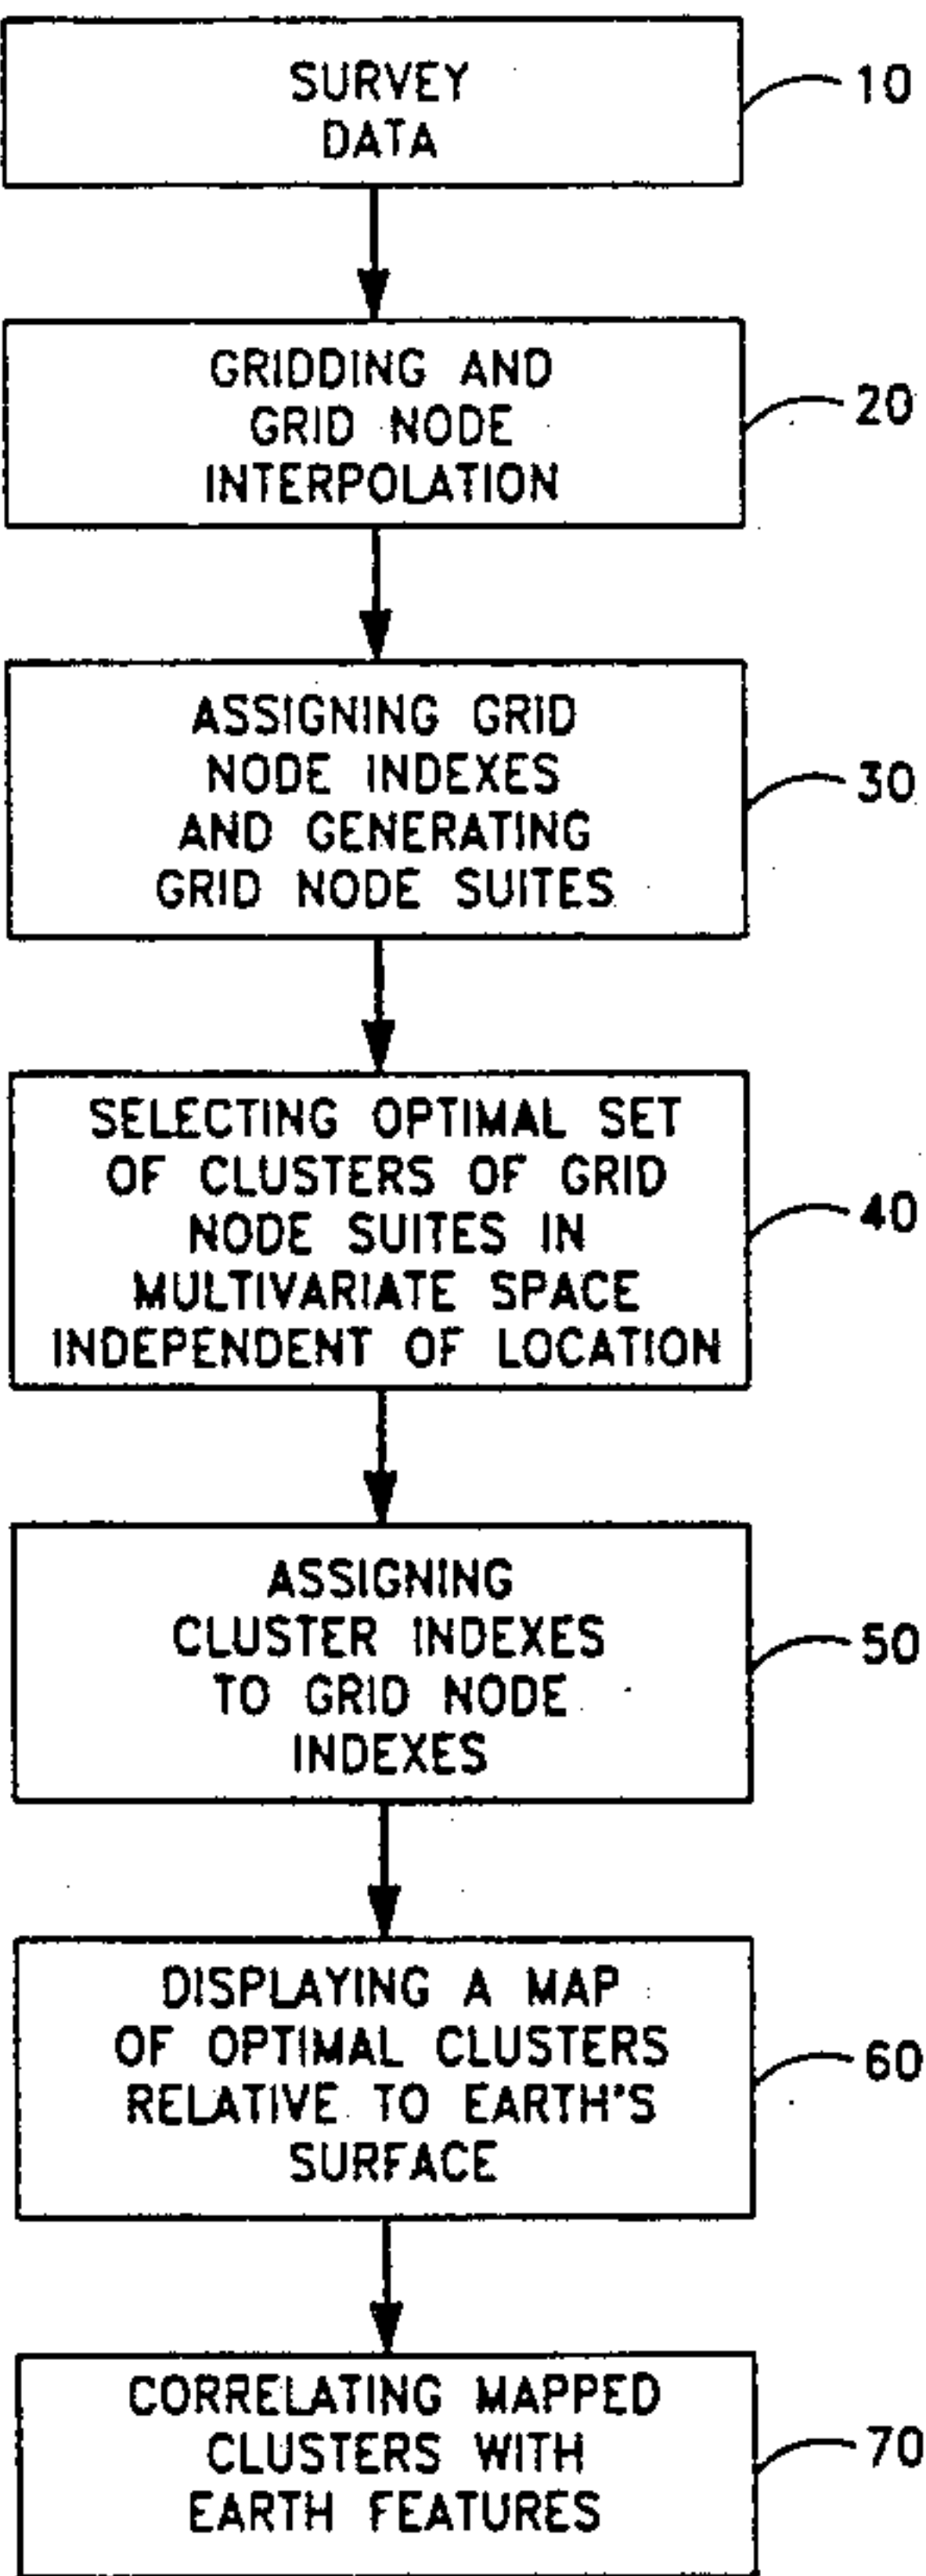 SURVEY
DATA
10
GRIDDING AND
GRID NODE
INTERPOLATION
20
ASSIGNING GRID
NODE INDEXES
AND GENERATING
GRID NODE SUITES
30
SELECTING OPTIMAL SET
OF CLUSTERS OF GRID
NODE SUITES IN
MULTIVARIATE SPACE
INDEPENDENT OF LOCATION
40
ASSIGNING
CLUSTER INDEXES
TO GRID NODE
INDEXES
50
DISPLAYING A MAP
OF OPTIMAL CLUSTERS
RELATIVE TO EARTH'S
SURFACE
60
CORRELATING MAPPED
CLUSTERS WITH
EARTH FEATURES
70